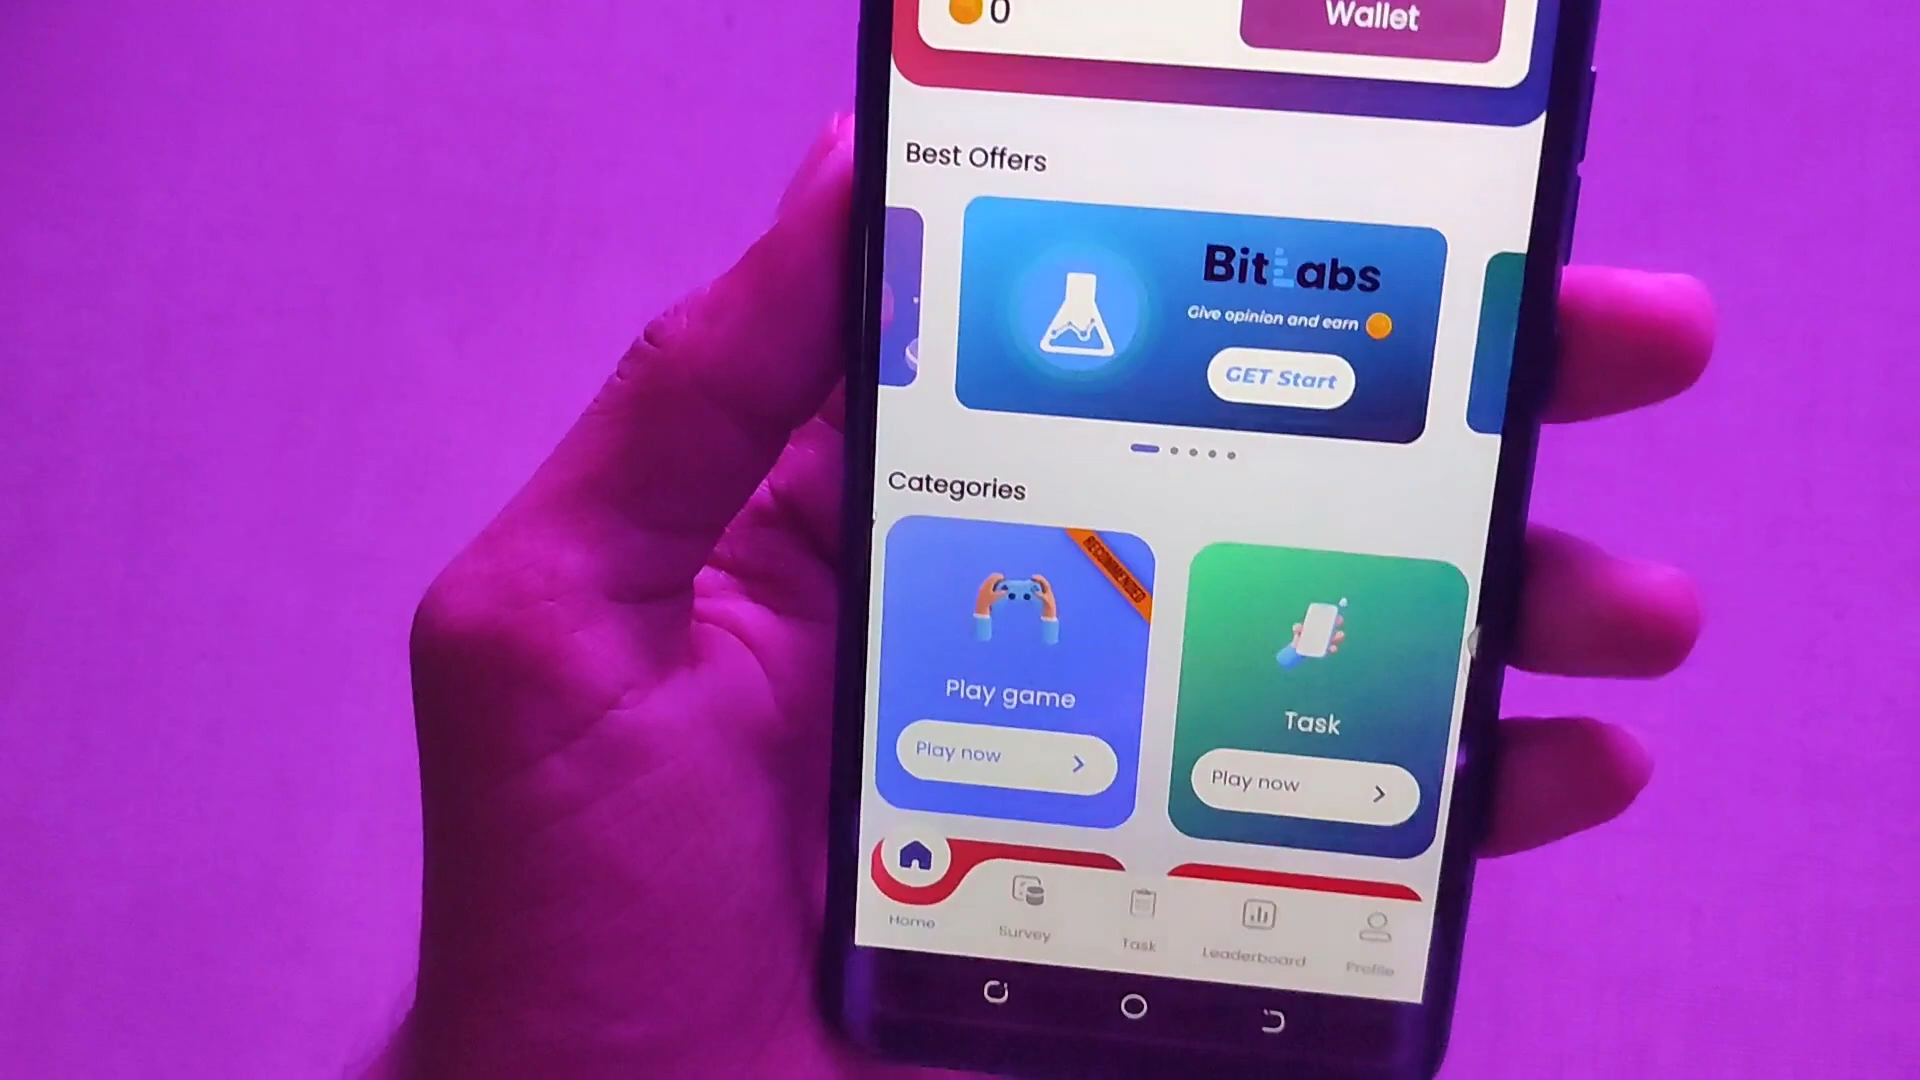 0
Wallet
Best Offers
BitLabs
Give opinion and earn
GET Start
Categories
RECOMMENDED
Play game
Play now
Task
Play now
Home
Survey
Task
Leaderboard
Profile